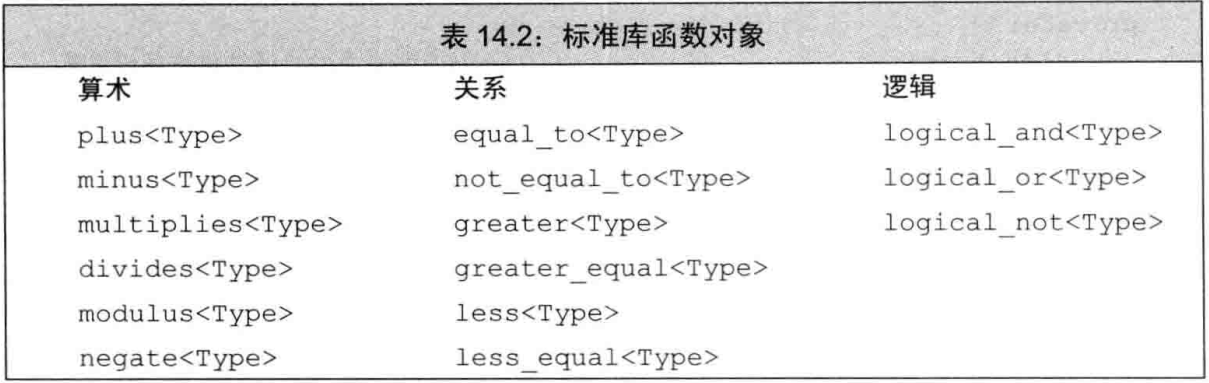 表 14.2：标准库函数对象
算术 关系 逻辑
plus<Type> equal_to<Type> logical_and<Type>
minus<Type> not_equal_to<Type> logical_or<Type>
multiplies<Type> greater<Type> logical_not<Type>
divides<Type> greater_equal<Type>
modulus<Type> less<Type>
negate<Type> less_equal<Type>